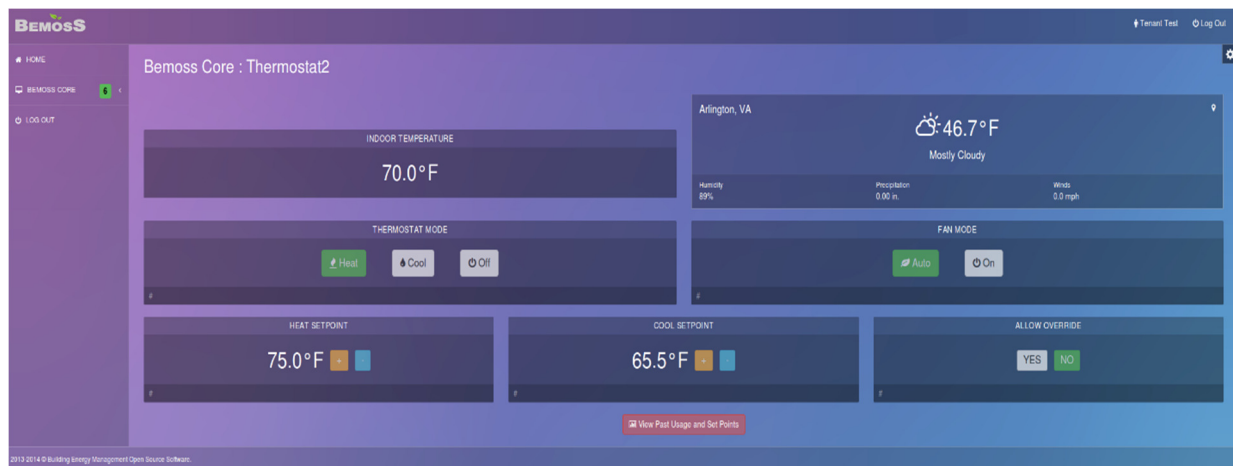 BEMOSS
Tenant Test Log Out
HOME
BEMOSS CORE 6 <
LOG OUT
Bemoss Core : Thermostat2
Arlington, VA
46.7°F
Mostly Cloudy
Humidity Precipitation Winds
89% 0.00 in. 0.0 mph
INDOOR TEMPERATURE
70.0°F
THERMOSTAT MODE
Heat Cool Off
#
FAN MODE
Auto On
#
HEAT SETPOINT
75.0°F + -
#
COOL SETPOINT
65.5°F + -
#
ALLOW OVERRIDE
YES NO
#
View Past Usage and Set Points
2013-2014 © Building Energy Management Open Source Software.